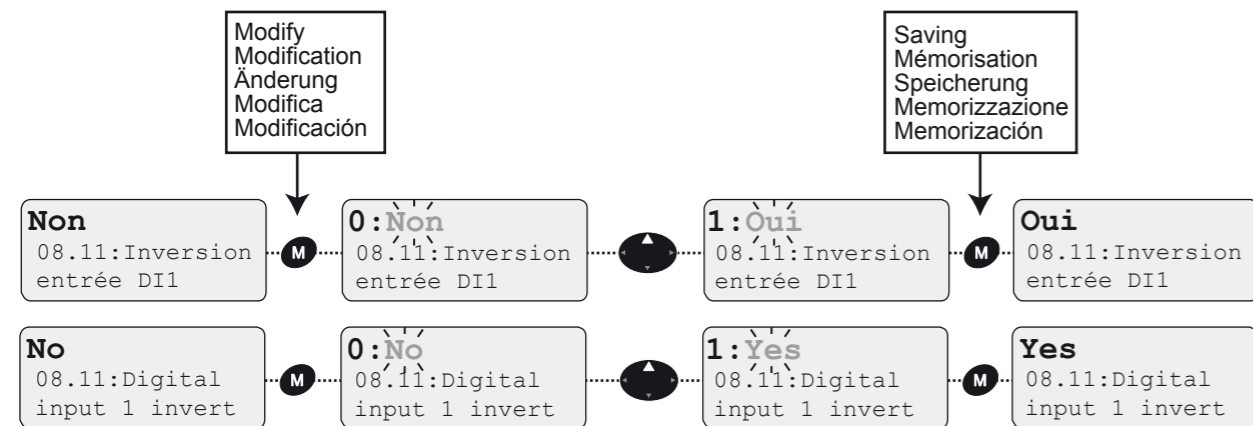 Modify
Modification
Änderung
Modifica
Modificación
Saving
Mémorisation
Speicherung
Memorizzazione
Memorización
Non
08.11:Inversion
entrée DI1
M
0:Non
08.11:Inversion
entrée DI1
1:Oui
08.11:Inversion
entrée DI1
M
Oui
08.11:Inversion
entrée DI1
No
08.11:Digital
input 1 invert
M
0:No
08.11:Digital
input 1 invert
1:Yes
08.11:Digital
input 1 invert
M
Yes
08.11:Digital
input 1 invert